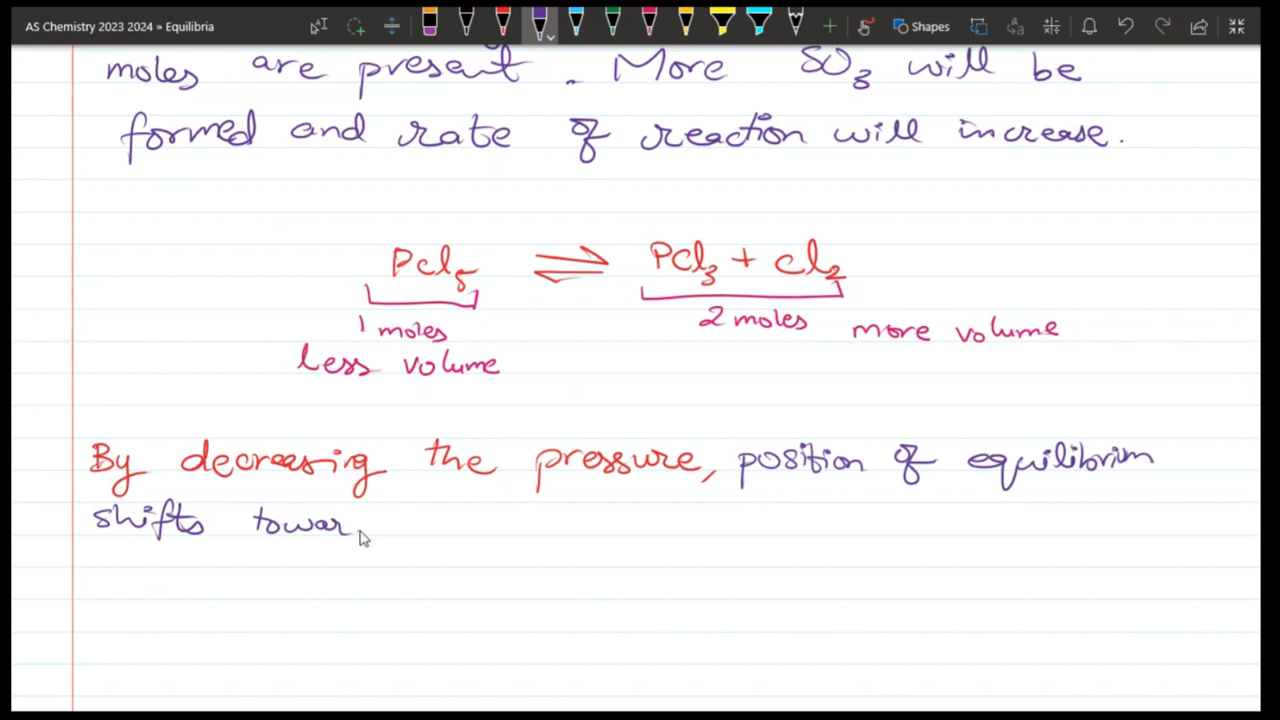 AS Chemistry 2023 2024 » Equilibria
Shapes
moles are present. More SO₃ will be
formed and rate of reaction will increase.
PCl₅ ⇌ PCl₃ + Cl₂
1 moles
2 moles more volume
less volume
By decreasing the pressure, position of equilibrium
shifts towar